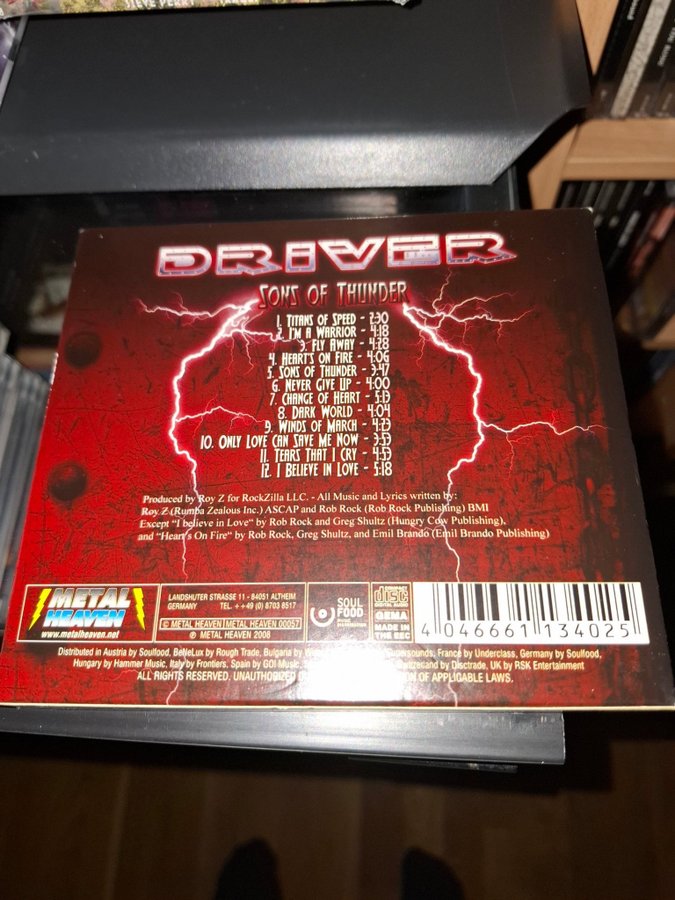 STEVE PERRY
DRIVER
SONS OF THUNDER
1. TITANS OF SPEED - 2:30
2. I'M A WARRIOR - 4:18
3. FLY AWAY - 4:28
4. HEART'S ON FIRE - 4:06
5. SONS OF THUNDER - 3:47
6. NEVER GIVE UP - 4:00
7. CHANGE OF HEART - 5:13
8. DARK WORLD - 4:04
9. WINDS OF MARCH - 4:23
10. ONLY LOVE CAN SAVE ME NOW - 3:53
11. TEARS THAT I CRY - 4:53
12. I BELIEVE IN LOVE - 5:18
Produced by Roy Z for RockZilla LLC. - All Music and Lyrics written by:
Roy Z (Rumba Zealous Inc.) ASCAP and Rob Rock (Rob Rock Publishing) BMI
Except "I believe in Love" by Rob Rock and Greg Shultz (Hungry Cow Publishing),
and "Heart's On Fire" by Rob Rock, Greg Shultz, and Emil Brando (Emil Brando Publishing)
METAL
HEAVEN
www.metalheaven.net
LANDSHUTER STRASSE 11 - 84051 ALTHEIM
GERMANY TEL. ++49 (0) 8703 8517
© METAL HEAVEN METAL HEAVEN 00057
℗ METAL HEAVEN 2008
SOUL
FOOD
COMPACT
disc
DIGITAL AUDIO
GEMA
MADE IN
THE EEC
4 046661 134025
Distributed in Austria by Soulfood, BeNeLux by Rough Trade, Bulgaria by Supersounds, France by Underclass, Germany by Soulfood,
Hungary by Hammer Music, Italy by Frontiers, Spain by GOI Music, Switzerland by Disctrade, UK by RSK Entertainment
ALL RIGHTS RESERVED. UNAUTHORIZED OF APPLICABLE LAWS.